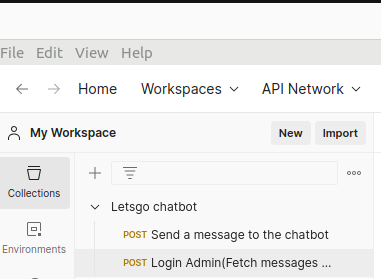 File Edit View Help
Home Workspaces API Network
My Workspace New Import
Collections
Letsgo chatbot
Environments
POST Send a message to the chatbot
POST Login Admin(Fetch messages ...